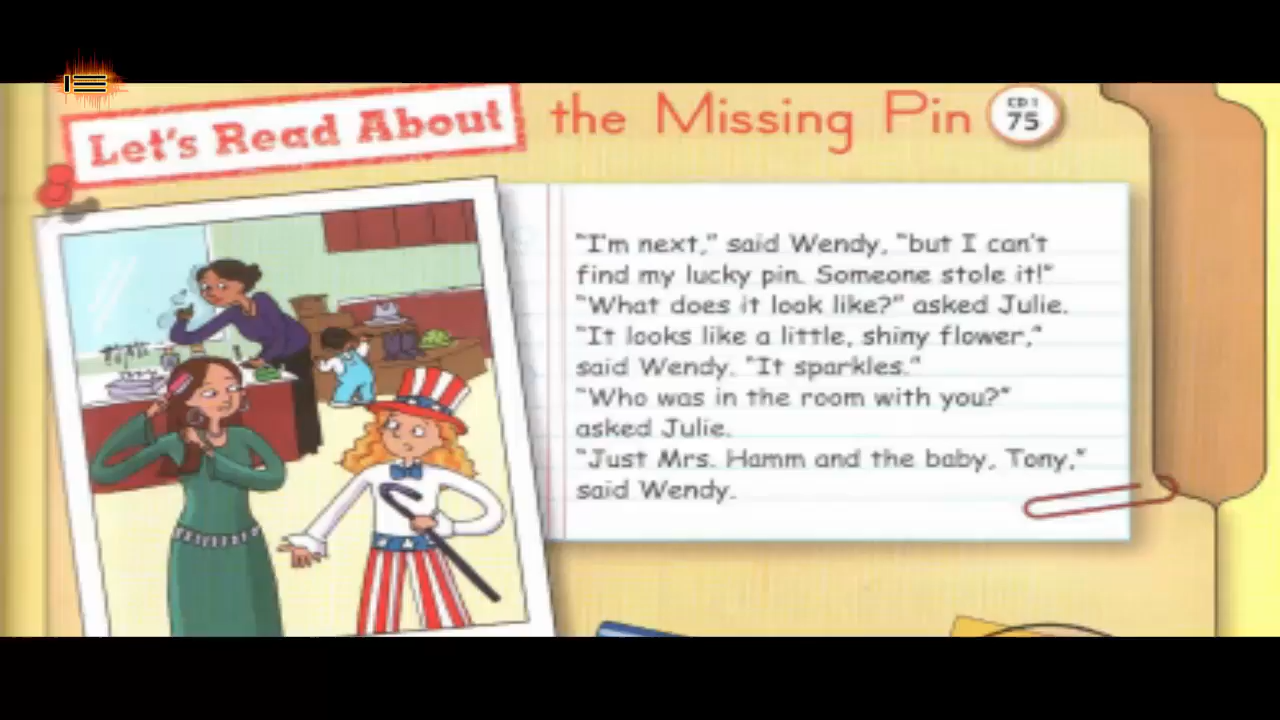 Let's Read About the Missing Pin
CD 1
75
"I'm next," said Wendy, "but I can't
find my lucky pin. Someone stole it!"
"What does it look like?" asked Julie.
"It looks like a little, shiny flower,"
said Wendy. "It sparkles."
"Who was in the room with you?"
asked Julie.
"Just Mrs. Hamm and the baby, Tony,"
said Wendy.